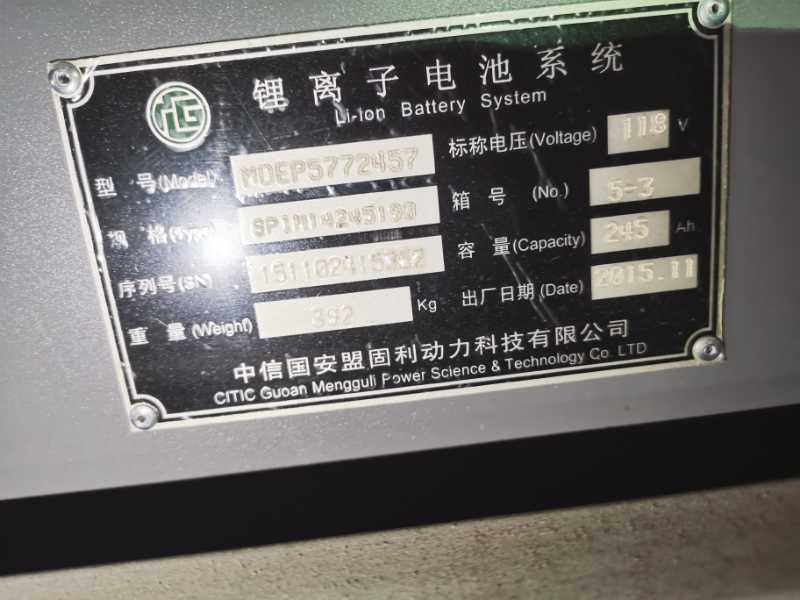 锂离子电池系统
Li-ion Battery System
型号(Model) MDEP5772457 标称电压(Voltage) 118 V
规格(Type) 箱号(No.) 5-3
序列号(SN) 容量(Capacity) 245 Ah
重量(Weight) 392 Kg 出厂日期(Date) 2015.11
中信国安盟固利动力科技有限公司
CITIC Guoan Mengguli Power Science & Technology Co. LTD